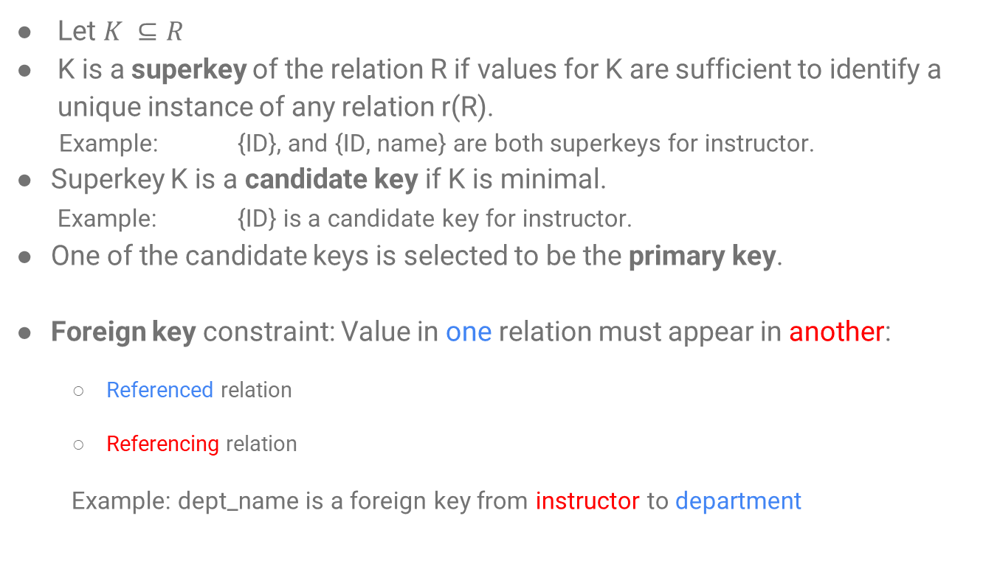 ● Let K ⊆ R
● K is a superkey of the relation R if values for K are sufficient to identify a
unique instance of any relation r(R).
Example: {ID}, and {ID, name} are both superkeys for instructor.
● Superkey K is a candidate key if K is minimal.
Example: {ID} is a candidate key for instructor.
● One of the candidate keys is selected to be the primary key.
● Foreign key constraint: Value in one relation must appear in another:
○ Referenced relation
○ Referencing relation
Example: dept_name is a foreign key from instructor to department